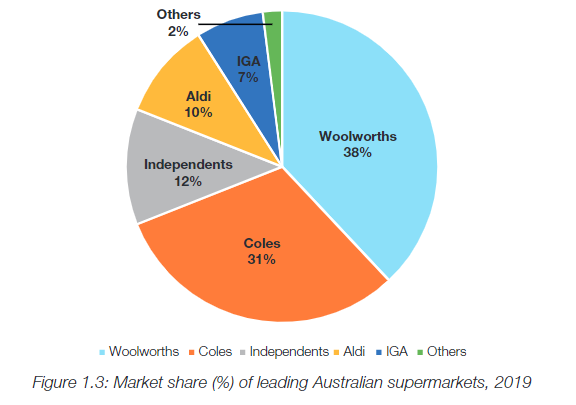 Others
2%
IGA
7%
Aldi
10%
Woolworths
38%
Independents
12%
Coles
31%
Woolworths Coles Independents Aldi IGA Others
Figure 1.3: Market share (%) of leading Australian supermarkets, 2019